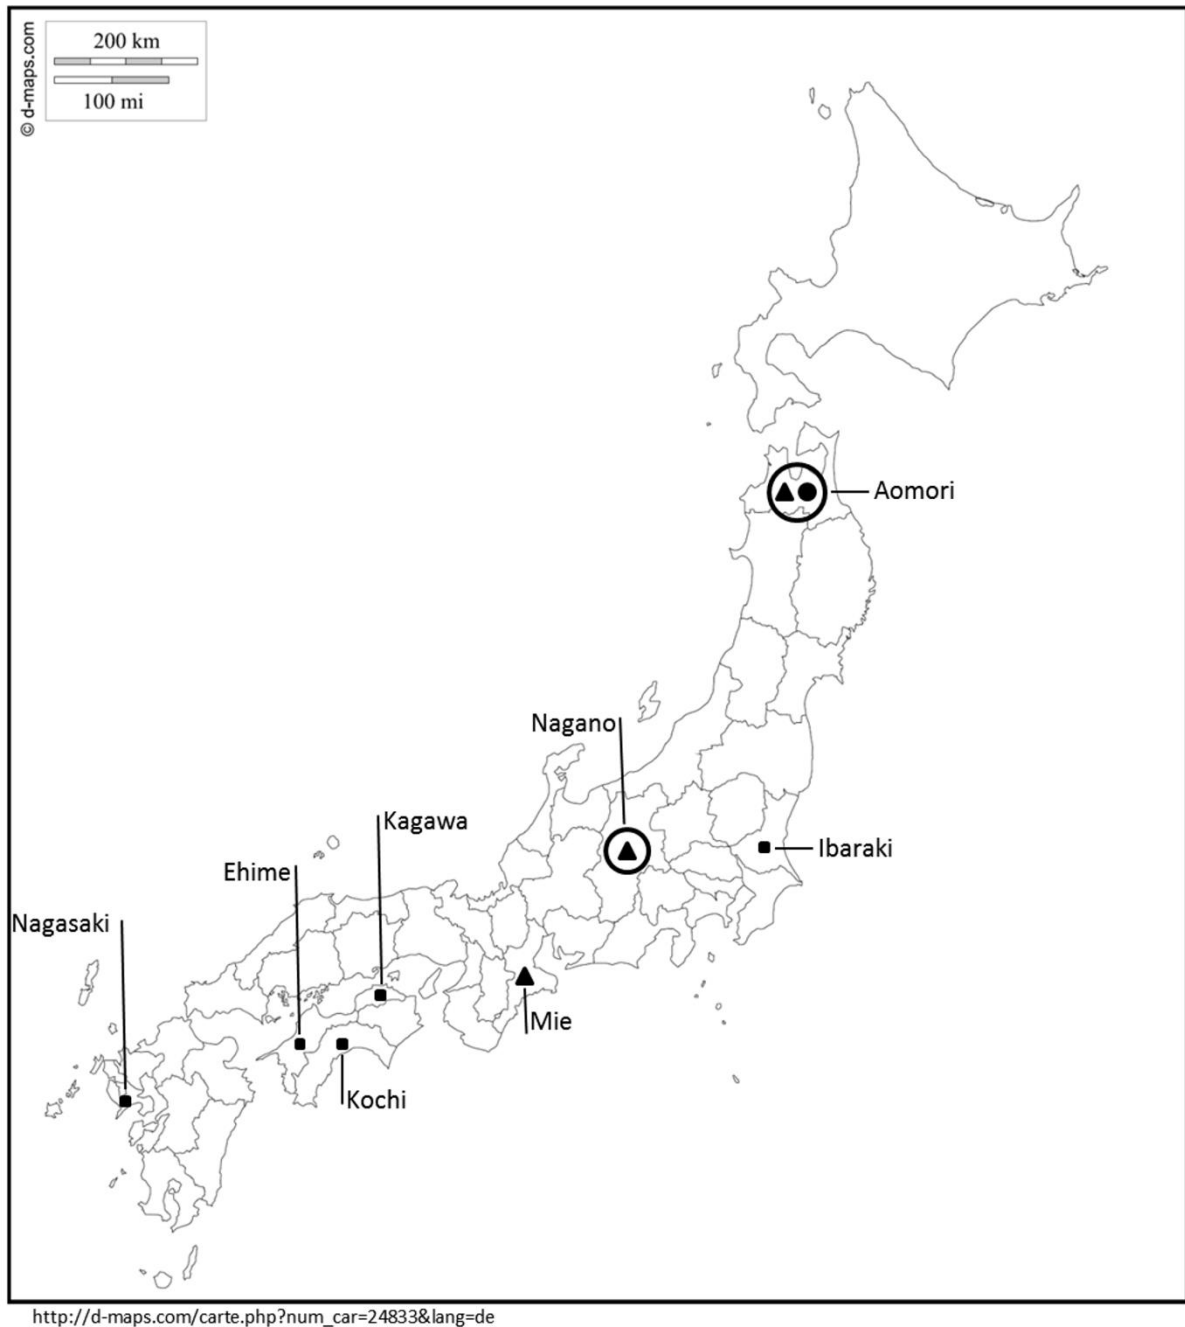 © d-maps.com
200 km
100 mi
Aomori
Nagano
Kagawa
Ibaraki
Ehime
Nagasaki
Mie
Kochi
http://d-maps.com/carte.php?num_car=24833&lang=de